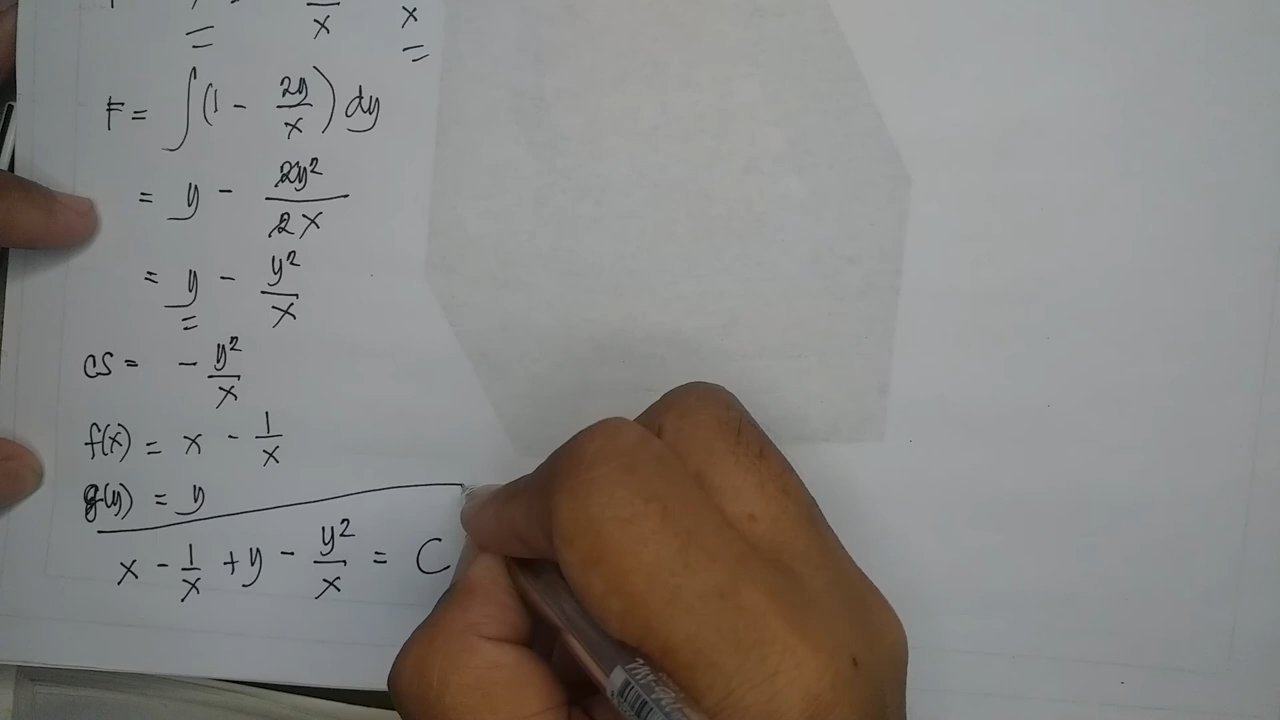 F = ∫(1 - 2y/x) dy
= y - 2y²/2x
= y - y²/x
CS = - y²/x
f(x) = x - 1/x
g(y) = y
x - 1/x + y - y²/x = C